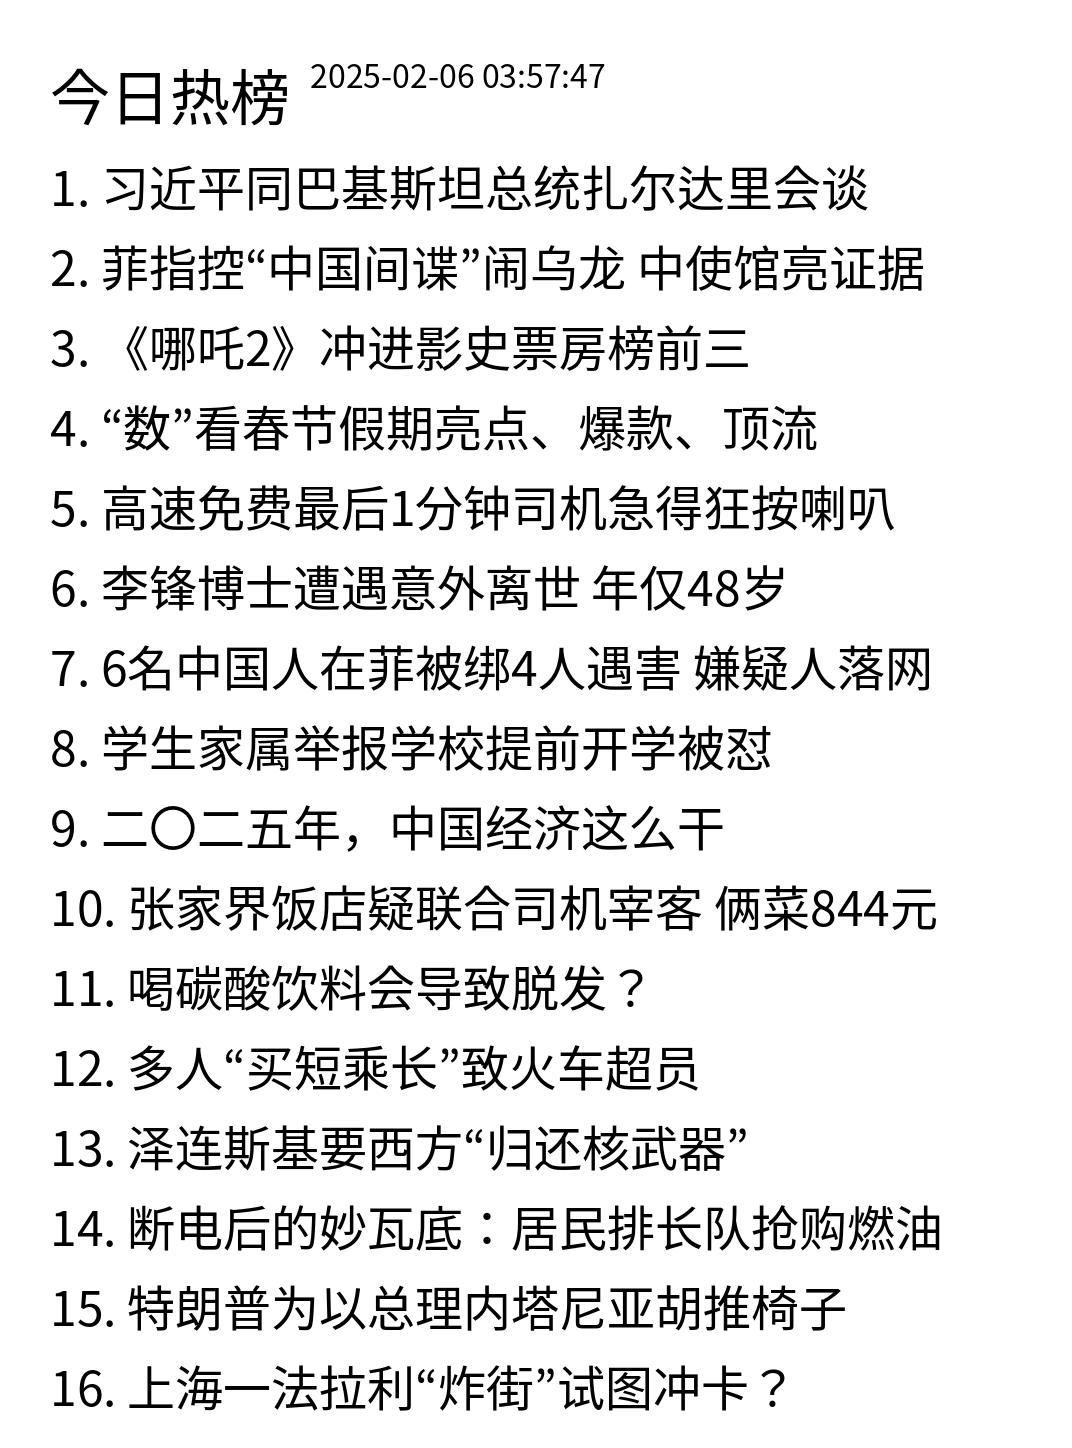 今日热榜 2025-02-06 03:57:47
1. 习近平同巴基斯坦总统扎尔达里会谈
2. 菲指控“中国间谍”闹乌龙 中使馆亮证据
3. 《哪吒2》冲进影史票房榜前三
4. “数”看春节假期亮点、爆款、顶流
5. 高速免费最后1分钟司机急得狂按喇叭
6. 李锋博士遭遇意外离世 年仅48岁
7. 6名中国人在菲被绑4人遇害 嫌疑人落网
8. 学生家属举报学校提前开学被怼
9. 二〇二五年，中国经济这么干
10. 张家界饭店疑联合司机宰客 俩菜844元
11. 喝碳酸饮料会导致脱发？
12. 多人“买短乘长”致火车超员
13. 泽连斯基要西方“归还核武器”
14. 断电后的妙瓦底：居民排长队抢购燃油
15. 特朗普为以总理内塔尼亚胡推椅子
16. 上海一法拉利“炸街”试图冲卡？